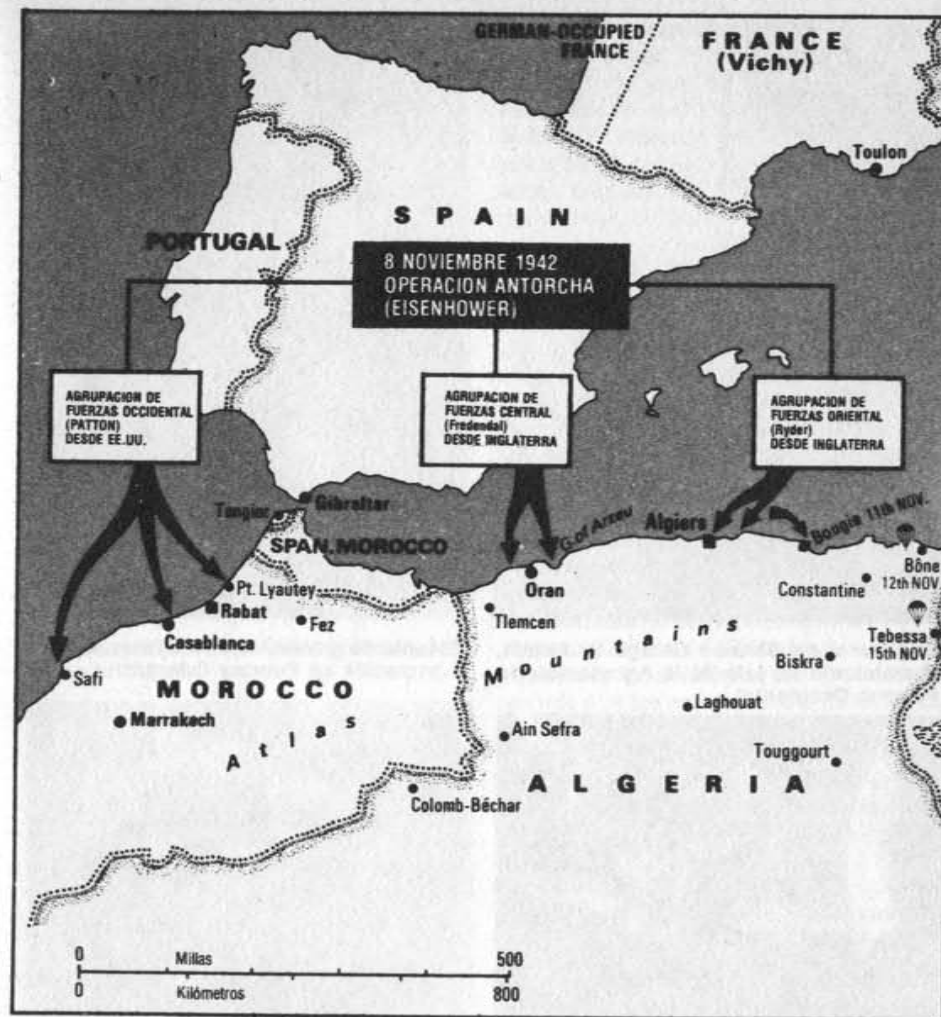 GERMAN-OCCUPIED
FRANCE
FRANCE
(Vichy)
Toulon
SPAIN
PORTUGAL
8 NOVIEMBRE 1942
OPERACION ANTORCHA
(EISENHOWER)
AGRUPACION DE
FUERZAS OCCIDENTAL
(PATTON)
DESDE EE.UU.
AGRUPACION DE
FUERZAS CENTRAL
(Fredendal)
DESDE INGLATERRA
AGRUPACION DE
FUERZAS ORIENTAL
(Ryder)
DESDE INGLATERRA
Tangier
Gibraltar
SPAN. MOROCCO
G.of Arzeu
Algiers
Bougie 11th NOV.
Bône
12th NOV.
Constantine
Pt. Lyautey
Rabat
Fez
Casablanca
Oran
Tlemcen
Tebessa
15th NOV.
Biskra
Safi
MOROCCO
Marrakech
Atlas
Mountains
Laghouat
Ain Sefra
Touggourt
ALGERIA
Colomb-Béchar
0 Millas 500
0 Kilómetros 800